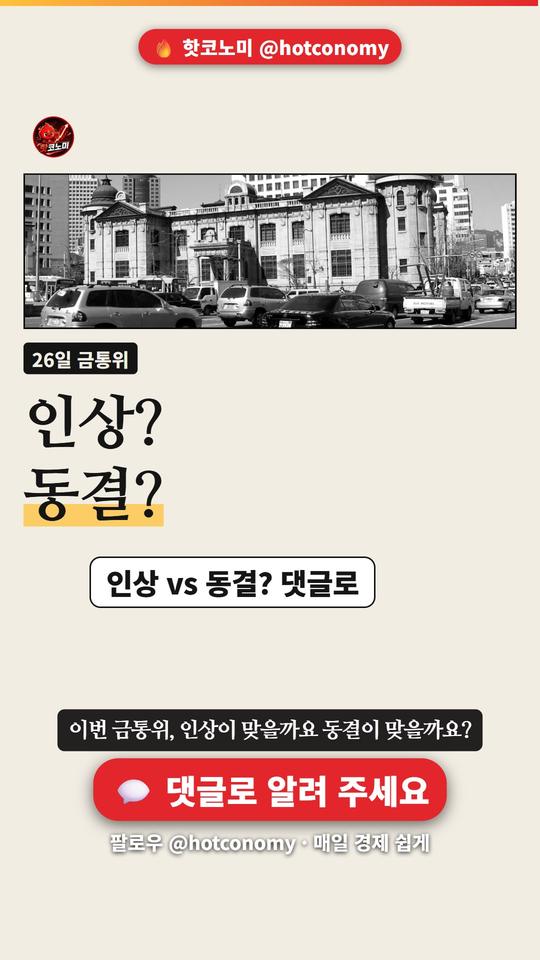 🔥 핫코노미 @hotconomy
핫코노미
26일 금통위
인상?
동결?
인상 vs 동결? 댓글로
이번 금통위, 인상이 맞을까요 동결이 맞을까요?
💬 댓글로 알려 주세요
팔로우 @hotconomy · 매일 경제 쉽게